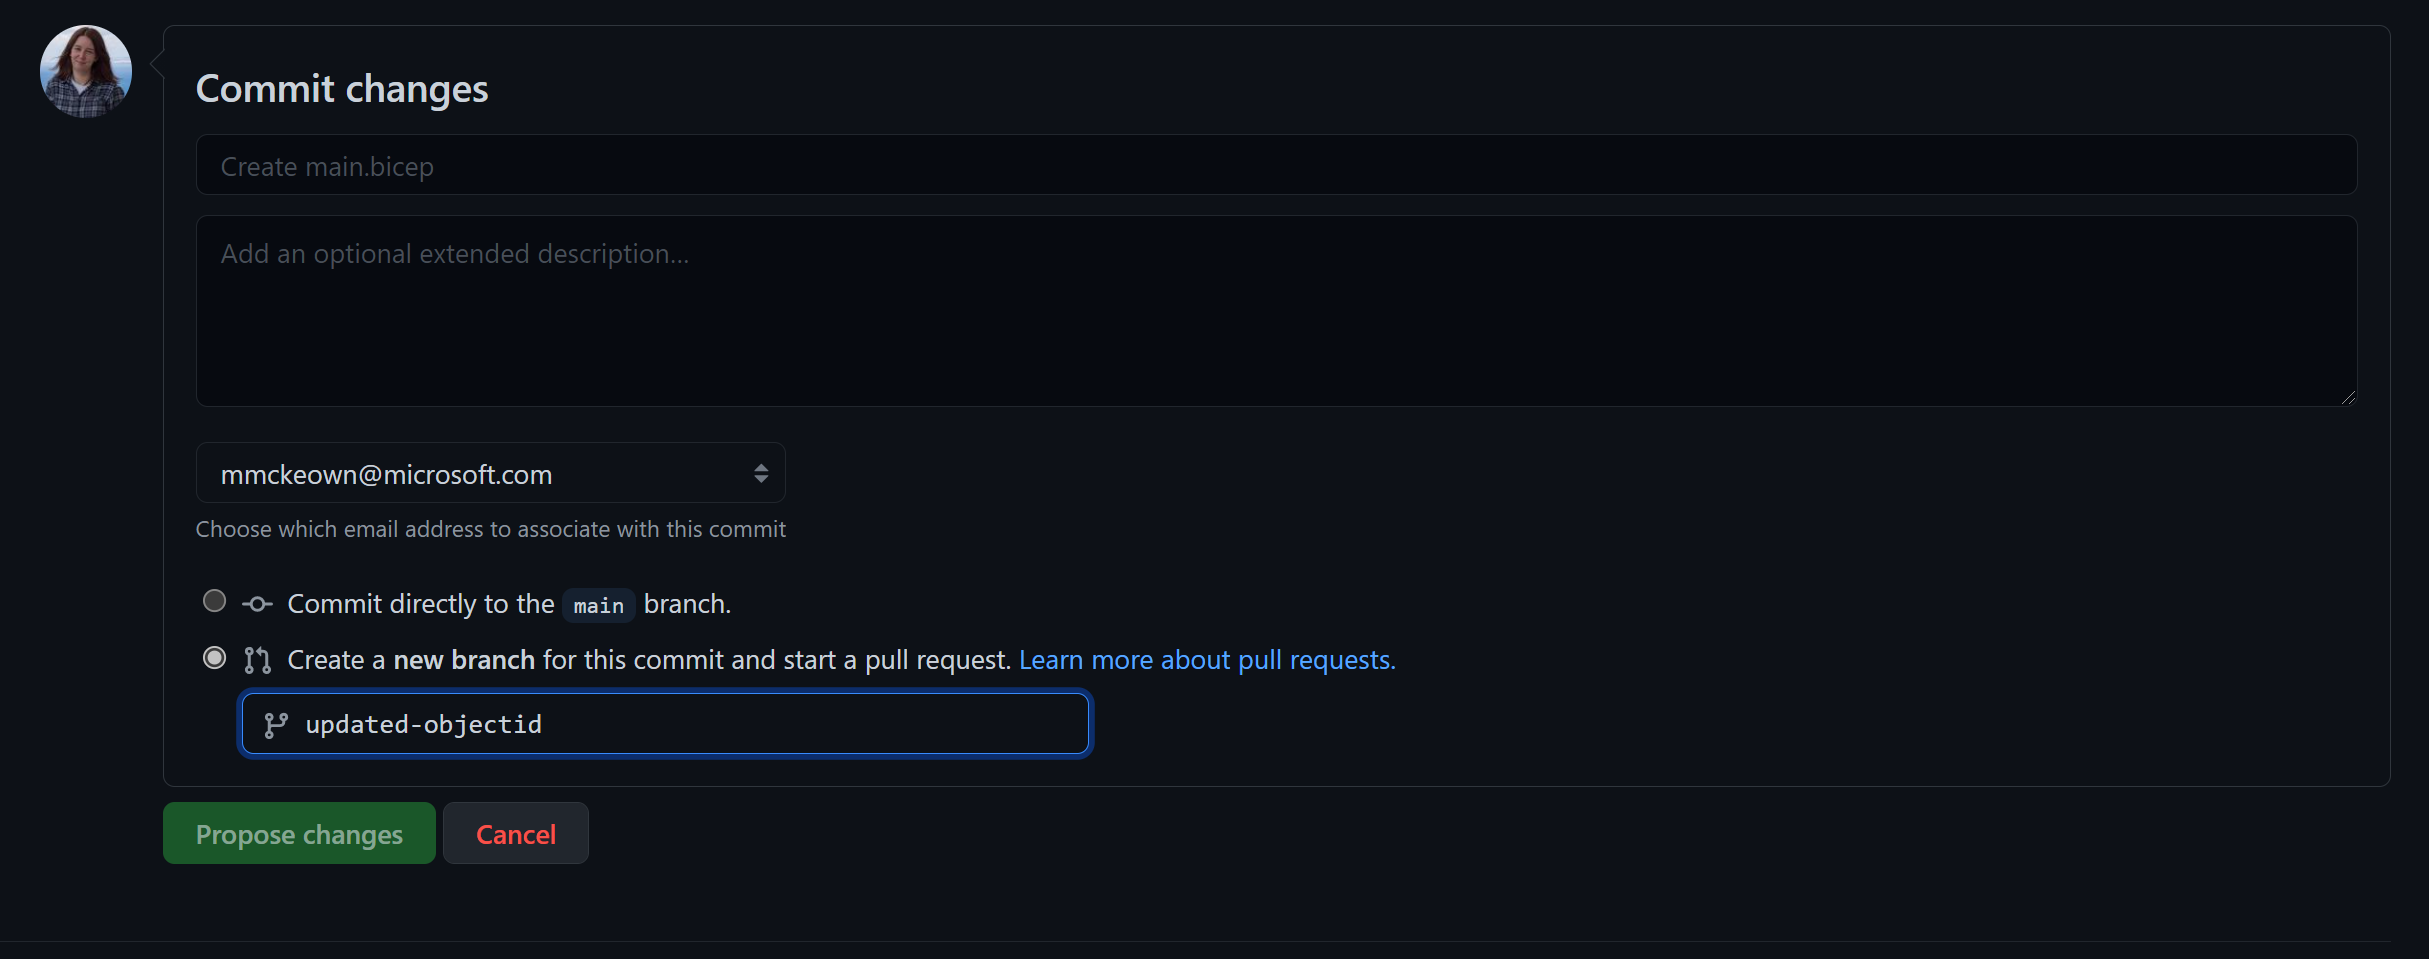 Commit changes
Create main.bicep
Add an optional extended description...
mmckeown@microsoft.com
Choose which email address to associate with this commit
Commit directly to the main branch.
Create a new branch for this commit and start a pull request. Learn more about pull requests.
updated-objectid
Propose changes Cancel